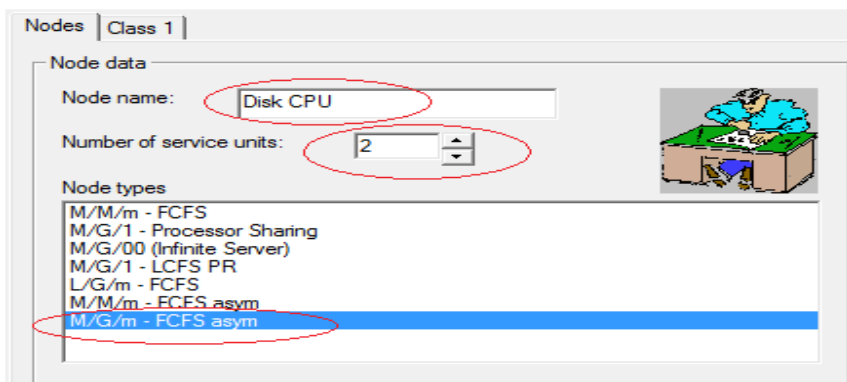 Nodes Class 1
Node data
Node name: Disk CPU
Number of service units: 2
Node types
M/M/m - FCFS
M/G/1 - Processor Sharing
M/G/00 (Infinite Server)
M/G/1 - LCFS PR
L/G/m - FCFS
M/M/m - FCFS asym
M/G/m - FCFS asym